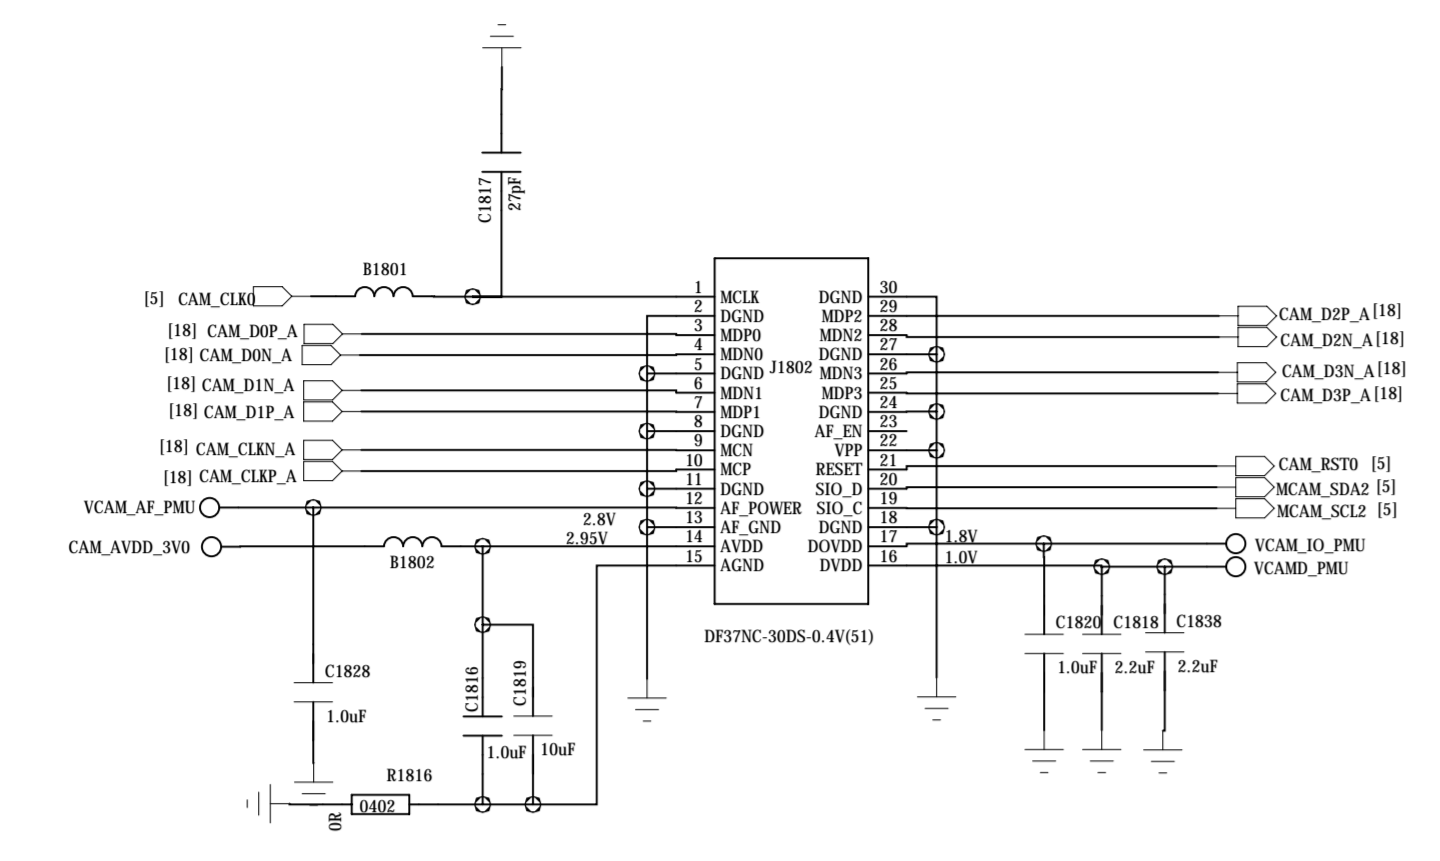 C1817
27pF
B1801
[5] CAM_CLK0
[18] CAM_D0P_A
[18] CAM_D0N_A
[18] CAM_D1N_A
[18] CAM_D1P_A
[18] CAM_CLKN_A
[18] CAM_CLKP_A
VCAM_AF_PMU
CAM_AVDD_3V0
B1802
2.8V
2.95V
1 MCLK
2 DGND
3 MDP0
4 MDN0
5 DGND
6 MDN1
7 MDP1
8 DGND
9 MCN
10 MCP
11 DGND
12 AF_POWER
13 AF_GND
14 AVDD
15 AGND
J1802
DGND 30
MDP2 29
MDN2 28
DGND 27
MDN3 26
MDP3 25
DGND 24
AF_EN 23
VPP 22
RESET 21
SIO_D 20
SIO_C 19
DGND 18
DOVDD 17
DVDD 16
DF37NC-30DS-0.4V(51)
CAM_D2P_A [18]
CAM_D2N_A [18]
CAM_D3N_A [18]
CAM_D3P_A [18]
CAM_RST0 [5]
MCAM_SDA2 [5]
MCAM_SCL2 [5]
1.8V
1.0V
VCAM_IO_PMU
VCAMD_PMU
C1820
1.0uF
C1818
2.2uF
C1838
2.2uF
C1828
1.0uF
C1816
1.0uF
C1819
10uF
R1816
0402
0R